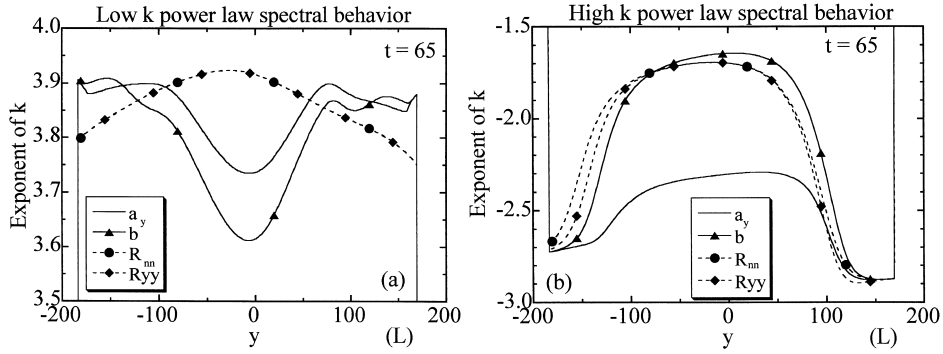 Low k power law spectral behavior
4.0
3.9
3.8
3.7
3.6
3.5
Exponent of k
t = 65
a_y
b
R_nn
Ryy
(a)
-200 -100 0 100 200
y (L)
High k power law spectral behavior
-1.5
-2.0
-2.5
-3.0
Exponent of k
t = 65
a_y
b
R_nn
Ryy
(b)
-200 -100 0 100 200
y (L)